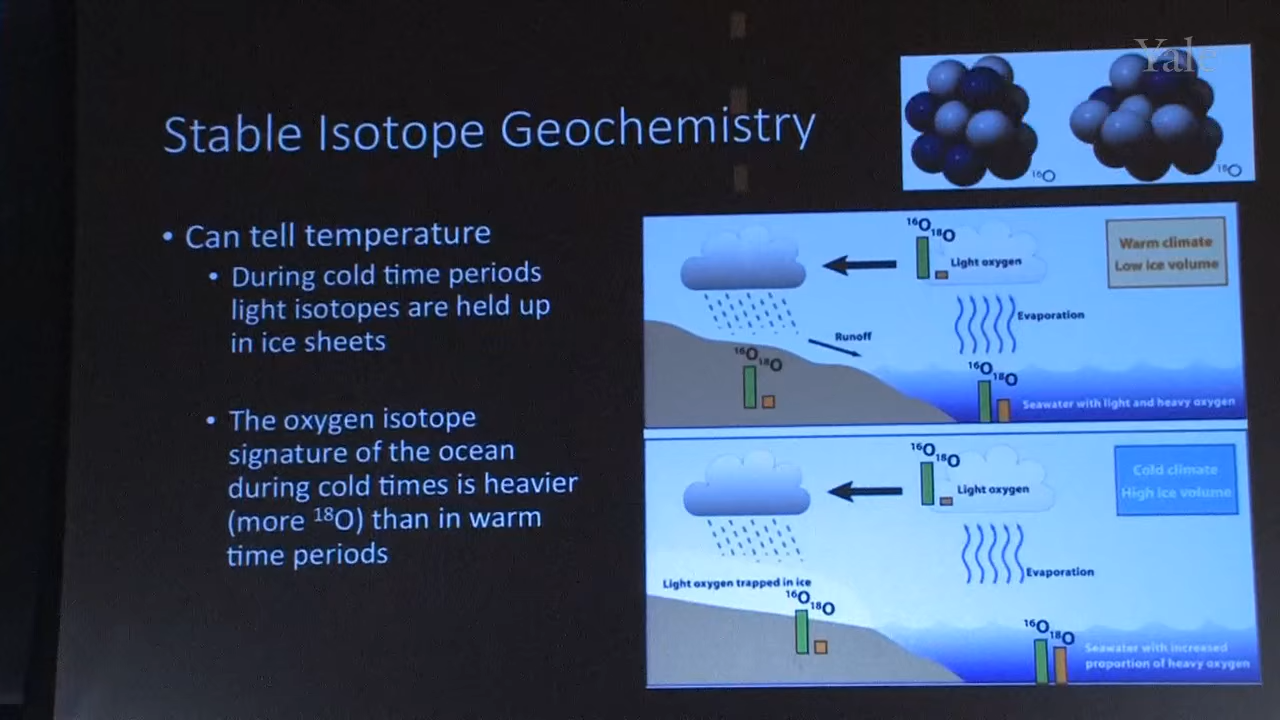 Yale
Stable Isotope Geochemistry
¹⁶O
¹⁸O
• Can tell temperature
• During cold time periods
light isotopes are held up
in ice sheets
• The oxygen isotope
signature of the ocean
during cold times is heavier
(more ¹⁸O) than in warm
time periods
¹⁶O
¹⁸O
Light oxygen
Warm climate
Low ice volume
Evaporation
Runoff
¹⁶O
¹⁸O
¹⁶O
¹⁸O
Seawater with light and heavy oxygen
¹⁶O
¹⁸O
Light oxygen
Cold climate
High ice volume
Evaporation
Light oxygen trapped in ice
¹⁶O
¹⁸O
¹⁶O
¹⁸O
Seawater with increased
proportion of heavy oxygen